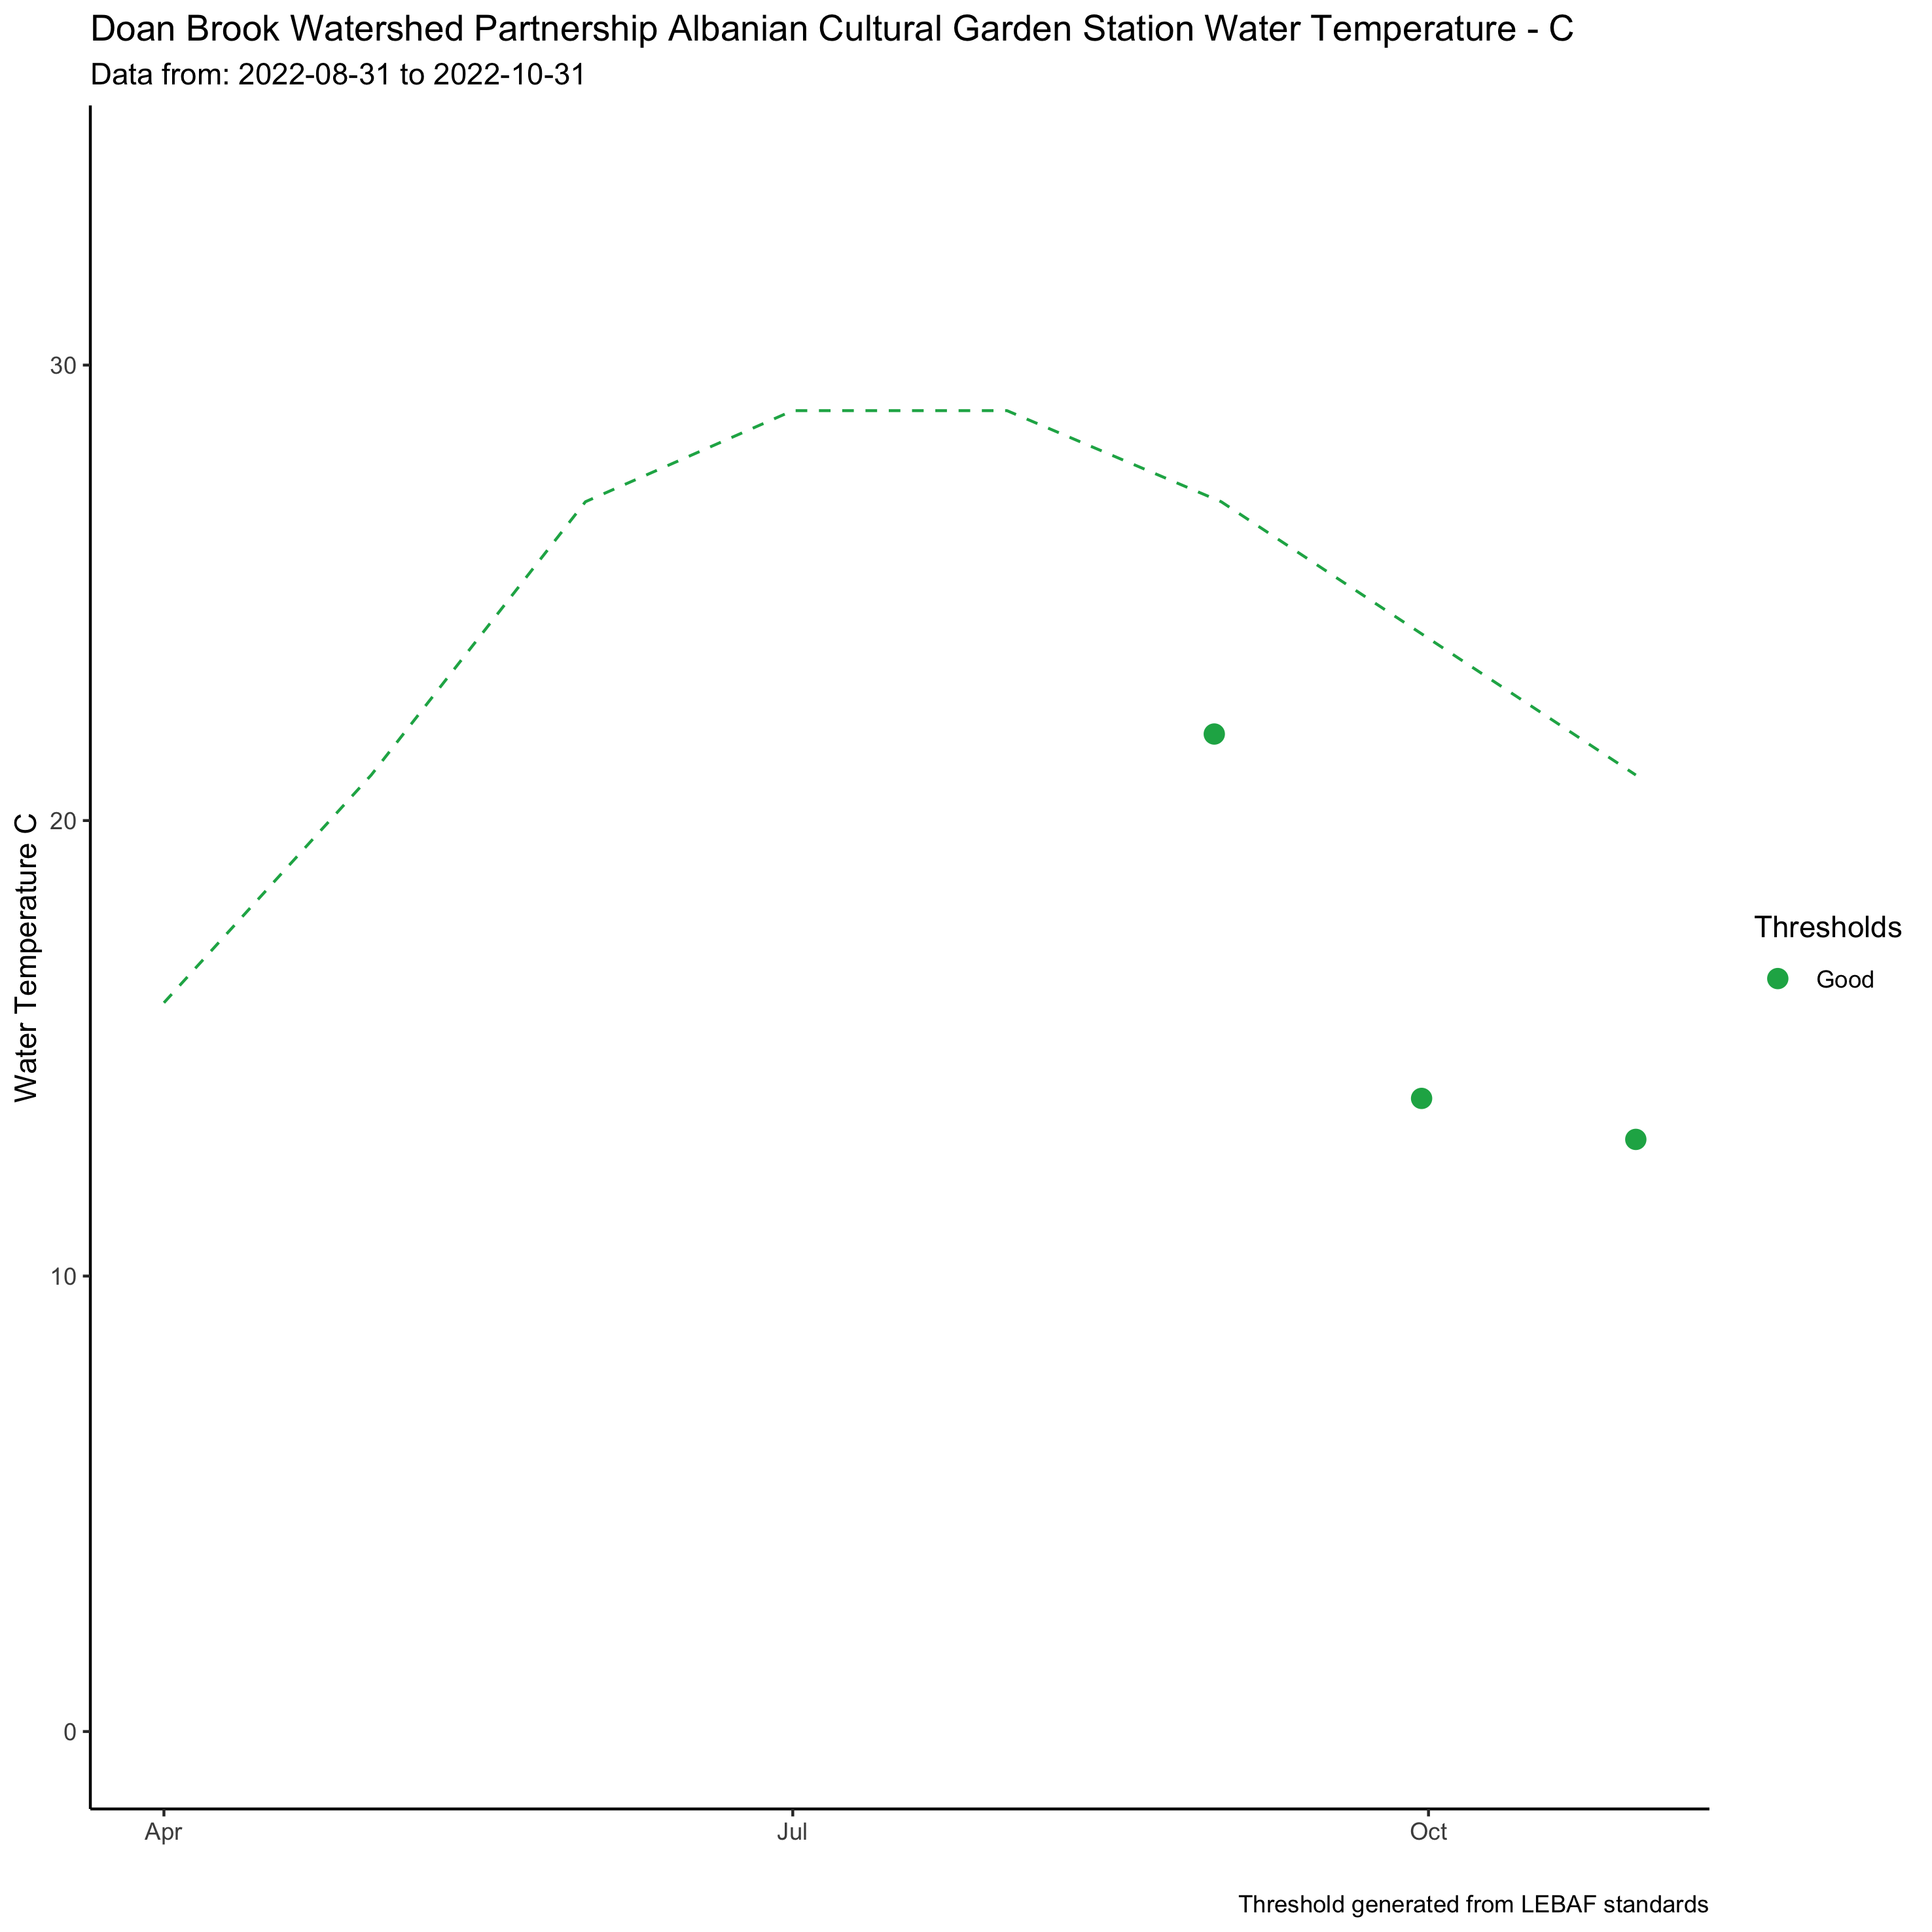 Doan Brook Watershed Partnership Albanian Cultural Garden Station Water Temperature - C
Data from: 2022-08-31 to 2022-10-31
Water Temperature C
30
20
10
0
Apr
Jul
Oct
Thresholds
Good
Threshold generated from LEBAF standards